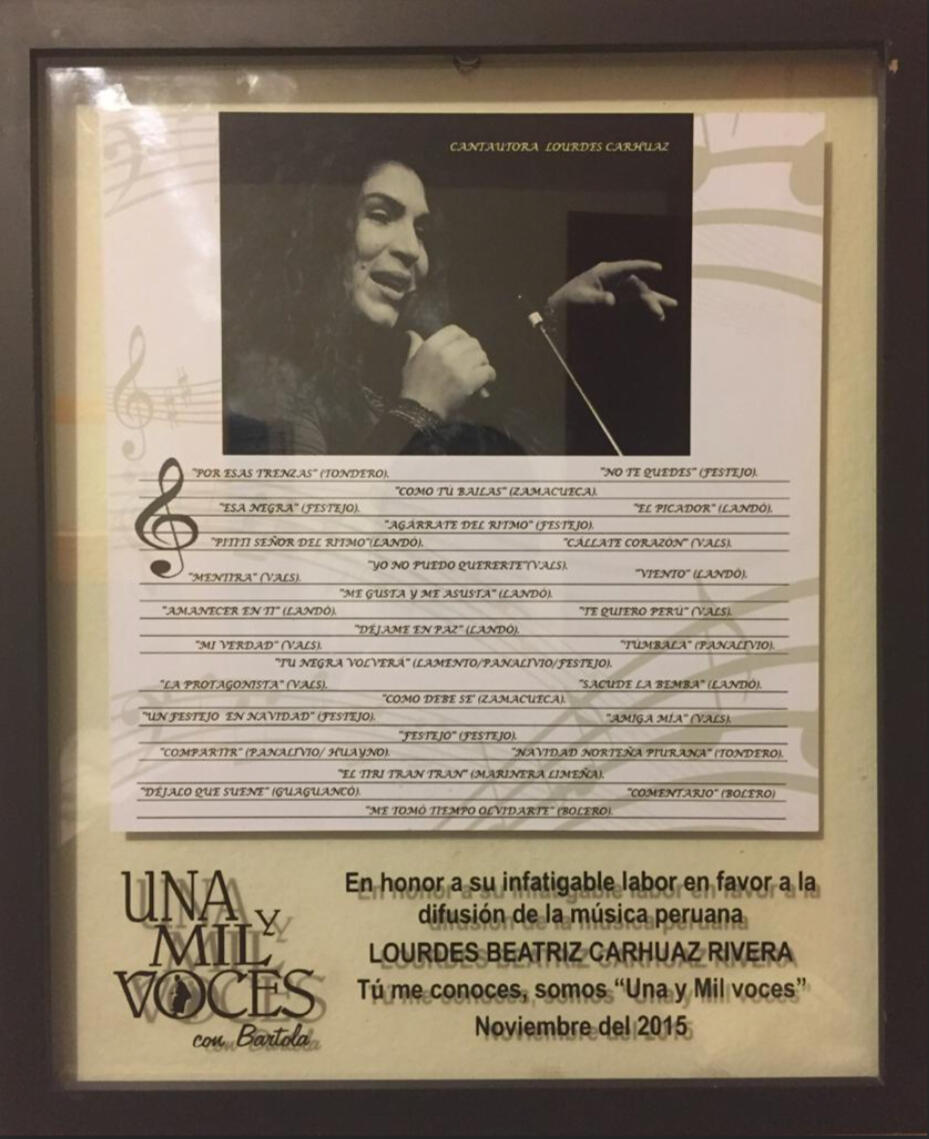 CANTAUTORA LOURDES CARHUAZ
"POR ESAS TRENZAS" (TONDERO). "NO TE QUEDES" (FESTEJO).
"COMO TÚ BAILAS" (ZAMACUECA).
"ESA NEGRA" (FESTEJO). "EL PICADOR" (LANDÓ).
"AGÁRRATE DEL RITMO" (FESTEJO).
"PITITI SEÑOR DEL RITMO"(LANDÓ). "CÁLLATE CORAZÓN" (VALS).
"YO NO PUEDO QUERERTE"(VALS).
"MENTIRA" (VALS). "VIENTO" (LANDÓ).
"ME GUSTA Y ME ASUSTA" (LANDÓ).
"AMANECER EN TI" (LANDÓ). "TE QUIERO PERÚ" (VALS).
"DÉJAME EN PAZ" (LANDÓ).
"MI VERDAD" (VALS). "TÚMBALA" (PANALIVIO).
"TU NEGRA VOLVERÁ" (LAMENTO/PANALIVIO/FESTEJO).
"LA PROTAGONISTA" (VALS). "SACUDE LA BEMBA" (LANDÓ).
"COMO DEBE SE" (ZAMACUECA).
"UN FESTEJO EN NAVIDAD" (FESTEJO). "AMIGA MÍA" (VALS).
"FESTEJO" (FESTEJO).
"COMPARTIR" (PANALIVIO/ HUAYNO). "NAVIDAD NORTEÑA PIURANA" (TONDERO).
"EL TIRI TRAN TRAN" (MARINERA LIMEÑA).
"DÉJALO QUE SUENE" (GUAGUANCÓ). "COMENTARIO" (BOLERO)
"ME TOMÓ TIEMPO OLVIDARTE" (BOLERO).
UNA Y
MIL
VOCES
con Bartola
En honor a su infatigable labor en favor a la
difusión de la música peruana
LOURDES BEATRIZ CARHUAZ RIVERA
Tú me conoces, somos "Una y Mil voces"
Noviembre del 2015